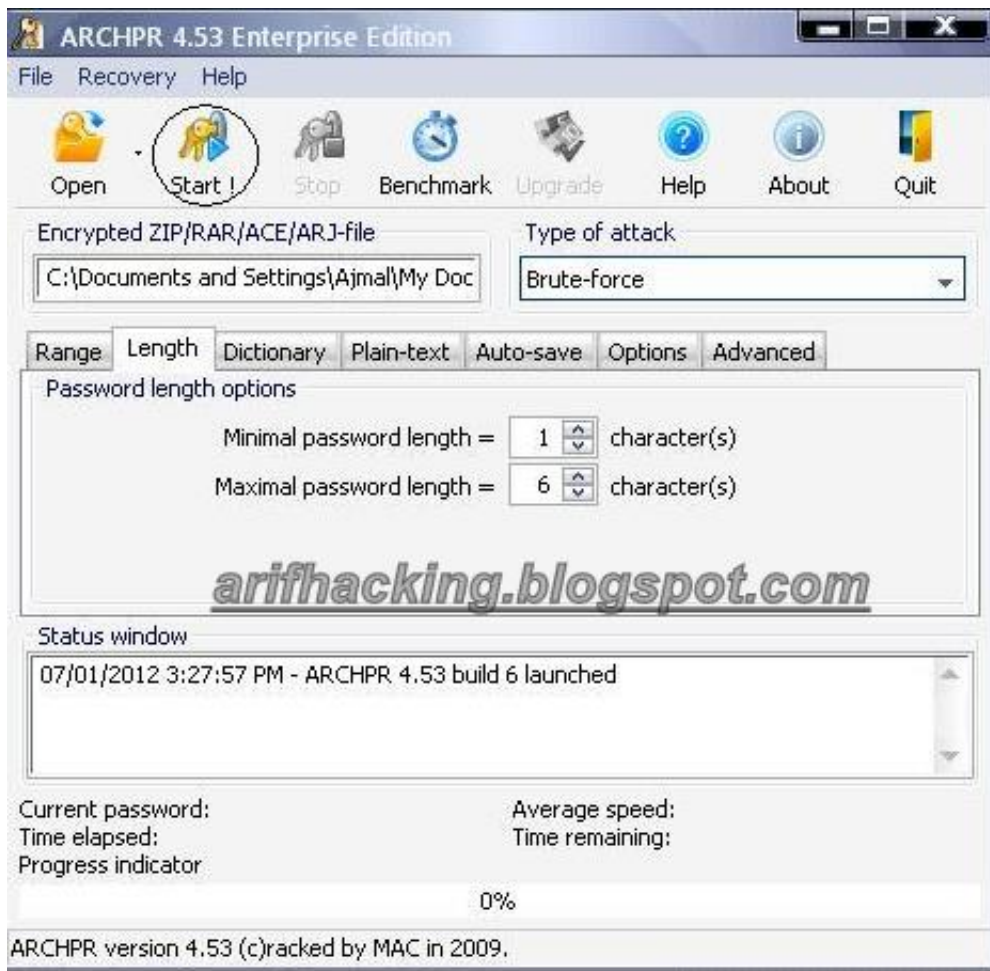 ARCHPR 4.53 Enterprise Edition
File Recovery Help
Open Start ! Stop Benchmark Upgrade Help About Quit
Encrypted ZIP/RAR/ACE/ARJ-file
C:\Documents and Settings\Ajmal\My Doc
Type of attack
Brute-force
Range Length Dictionary Plain-text Auto-save Options Advanced
Password length options
Minimal password length = 1 character(s)
Maximal password length = 6 character(s)
arifhacking.blogspot.com
Status window
07/01/2012 3:27:57 PM - ARCHPR 4.53 build 6 launched
Current password: Average speed:
Time elapsed: Time remaining:
Progress indicator
0%
ARCHPR version 4.53 (c)racked by MAC in 2009.